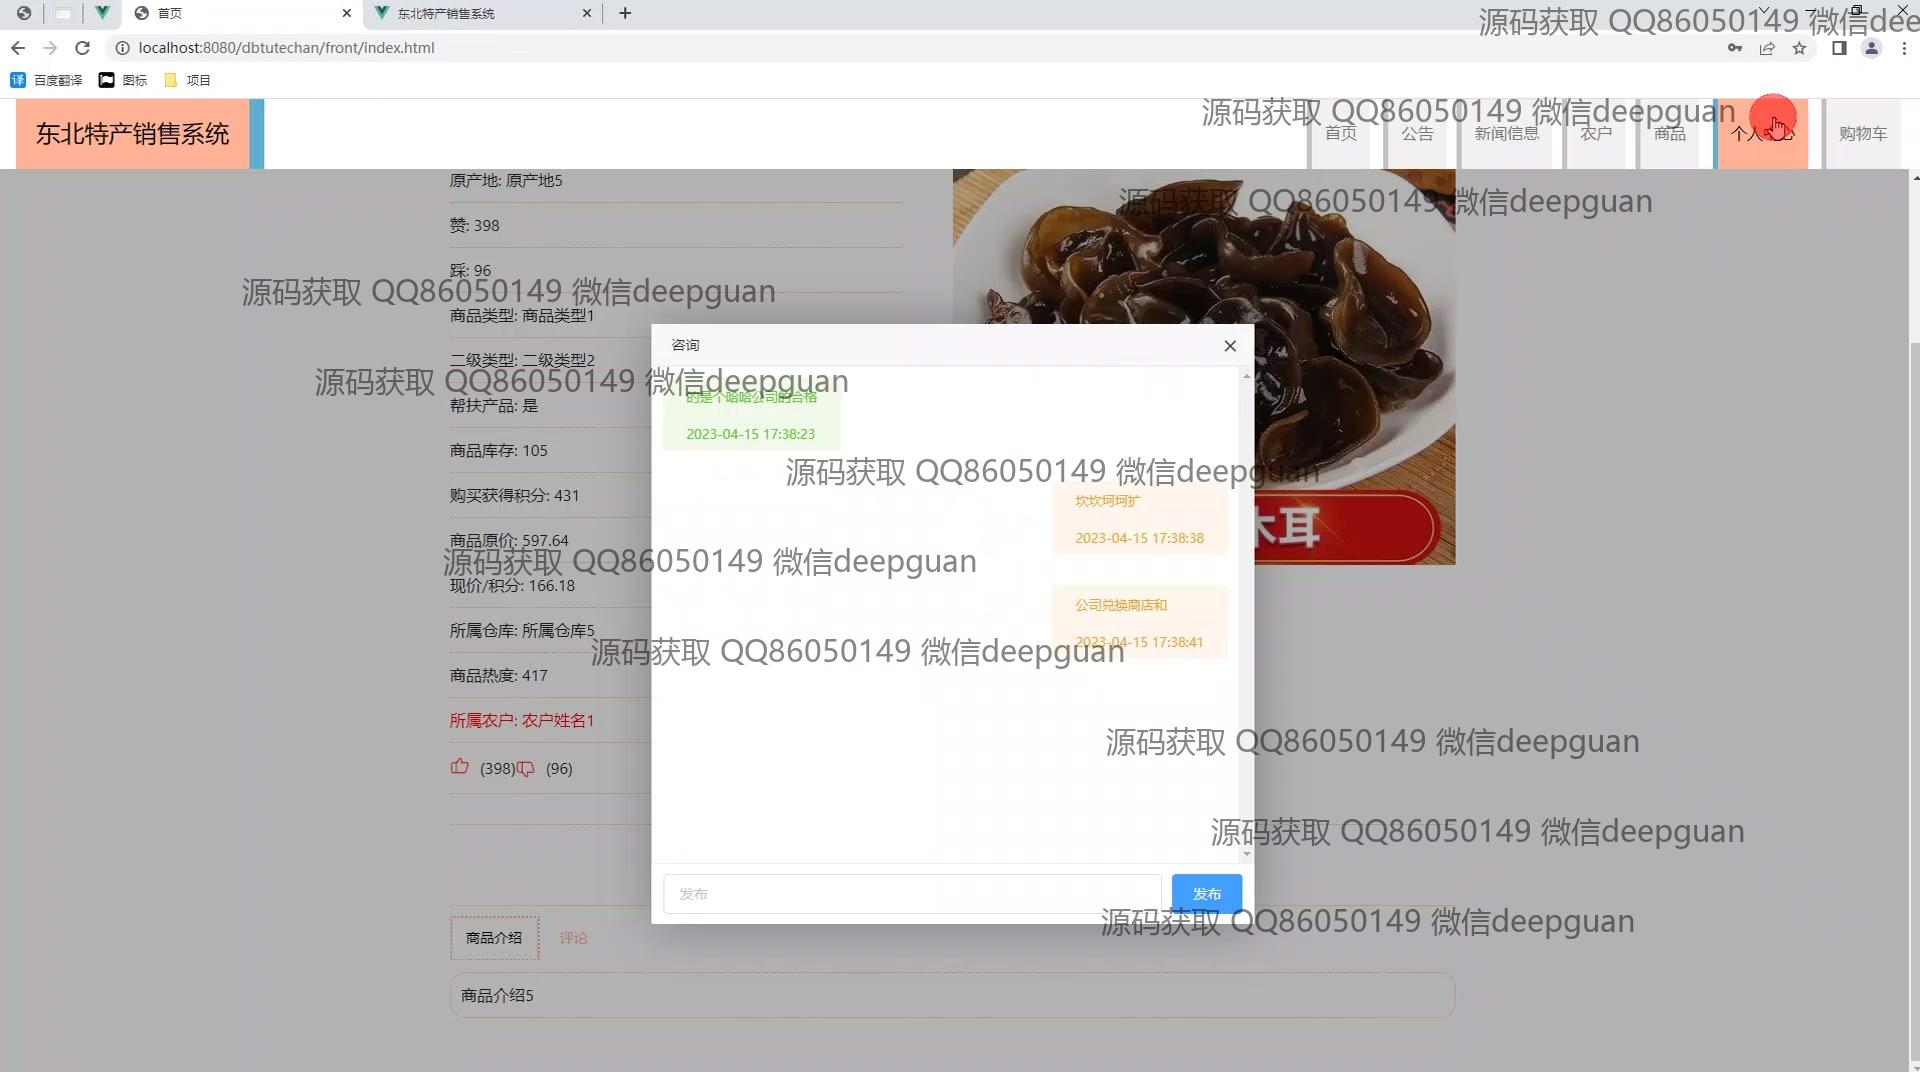 首页
东北特产销售系统
源码获取 QQ86050149 微信deepguan
localhost:8080/dbtutechan/front/index.html
百度翻译 图标 项目
东北特产销售系统
源码获取 QQ86050149 微信deepguan
首页 公告 新闻信息 农户 商品 个人中心 购物车
原产地: 原产地5
源码获取 QQ86050149 微信deepguan
赞: 398
踩: 96
源码获取 QQ86050149 微信deepguan
商品类型: 商品类型1
咨询
二级类型: 二级类型2
源码获取 QQ86050149 微信deepguan
的是个哈哈公司的合格
帮扶产品: 是
2023-04-15 17:38:23
商品库存: 105
源码获取 QQ86050149 微信deepguan
购买获得积分: 431
坎坎坷坷扩
木耳
商品原价: 597.64
2023-04-15 17:38:38
源码获取 QQ86050149 微信deepguan
现价/积分: 166.18
公司兑换商店和
所属仓库: 所属仓库5
2023-04-15 17:38:41
源码获取 QQ86050149 微信deepguan
商品热度: 417
所属农户: 农户姓名1
源码获取 QQ86050149 微信deepguan
(398) (96)
源码获取 QQ86050149 微信deepguan
发布 发布
源码获取 QQ86050149 微信deepguan
商品介绍 评论
商品介绍5